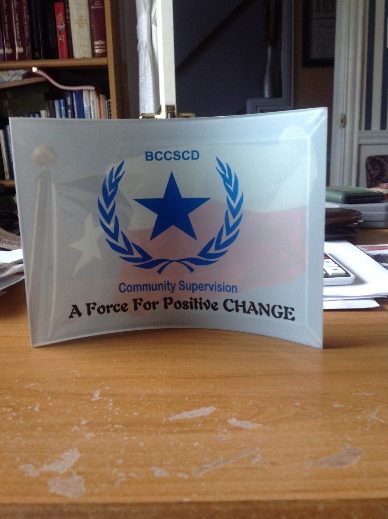 BCCSCD
Community Supervision
A Force For Positive CHANGE